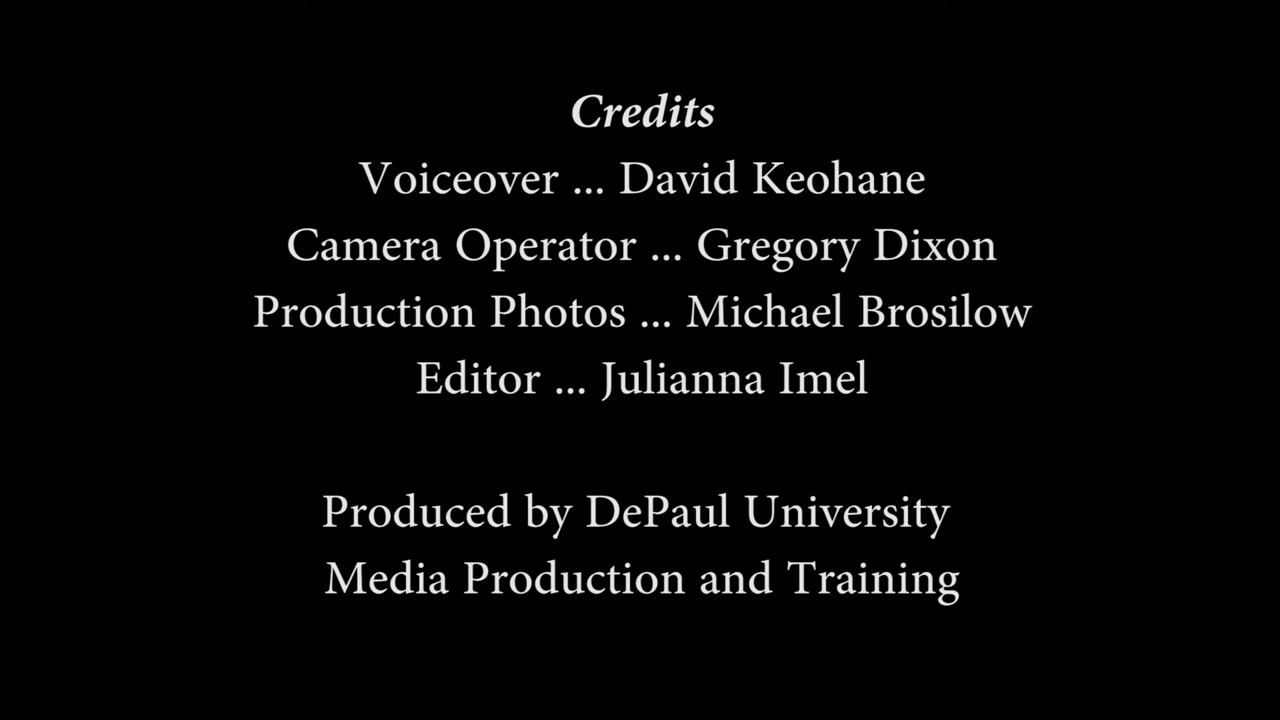 Credits
Voiceover ... David Keohane
Camera Operator ... Gregory Dixon
Production Photos ... Michael Brosilow
Editor ... Julianna Imel
Produced by DePaul University
Media Production and Training